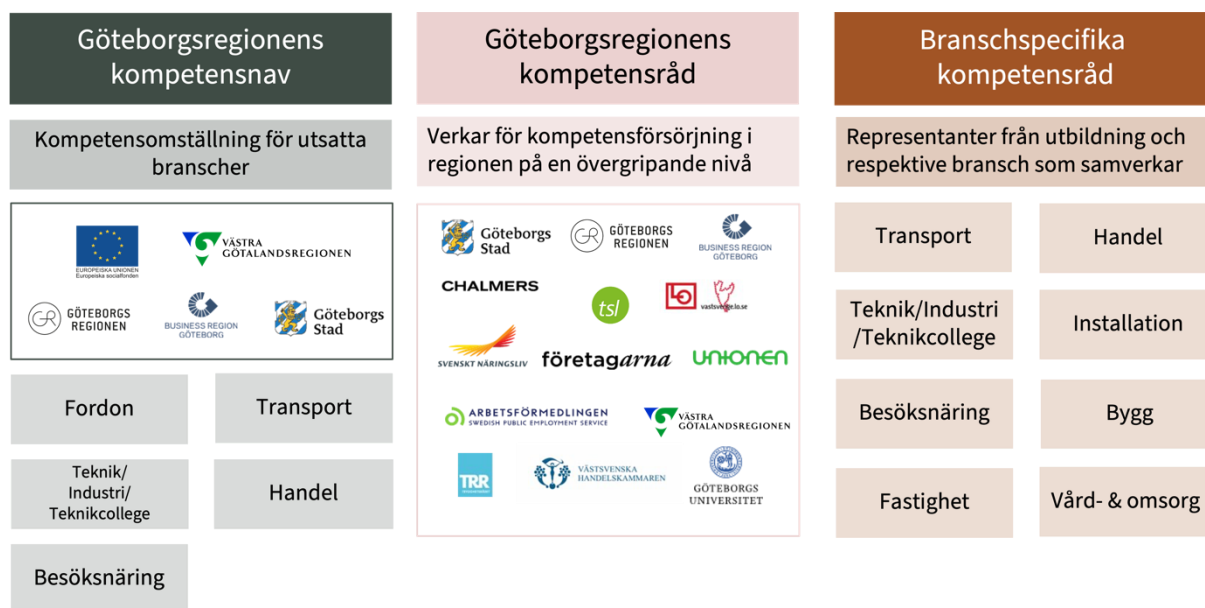 Göteborgsregionens
kompetensnav
Kompetensomställning för utsatta
branscher
EUROPEISKA UNIONEN
Europeiska socialfonden
VÄSTRA
GÖTALANDSREGIONEN
GR
GÖTEBORGS
REGIONEN
BUSINESS REGION
GÖTEBORG
Göteborgs
Stad
Fordon
Transport
Teknik/
Industri/
Teknikcollege
Handel
Besöksnäring
Göteborgsregionens
kompetensråd
Verkar för kompetensförsörjning i
regionen på en övergripande nivå
Göteborgs
Stad
GR
GÖTEBORGS
REGIONEN
BUSINESS REGION
GÖTEBORG
CHALMERS
tsl
LO
vastsverige.lo.se
SVENSKT NÄRINGSLIV
företagarna
unionen
ARBETSFÖRMEDLINGEN
SWEDISH PUBLIC EMPLOYMENT SERVICE
VÄSTRA
GÖTALANDSREGIONEN
TRR
VÄSTSVENSKA
HANDELSKAMMAREN
GÖTEBORGS
UNIVERSITET
Branschspecifika
kompetensråd
Representanter från utbildning och
respektive bransch som samverkar
Transport
Handel
Teknik/Industri
/Teknikcollege
Installation
Besöksnäring
Bygg
Fastighet
Vård- & omsorg